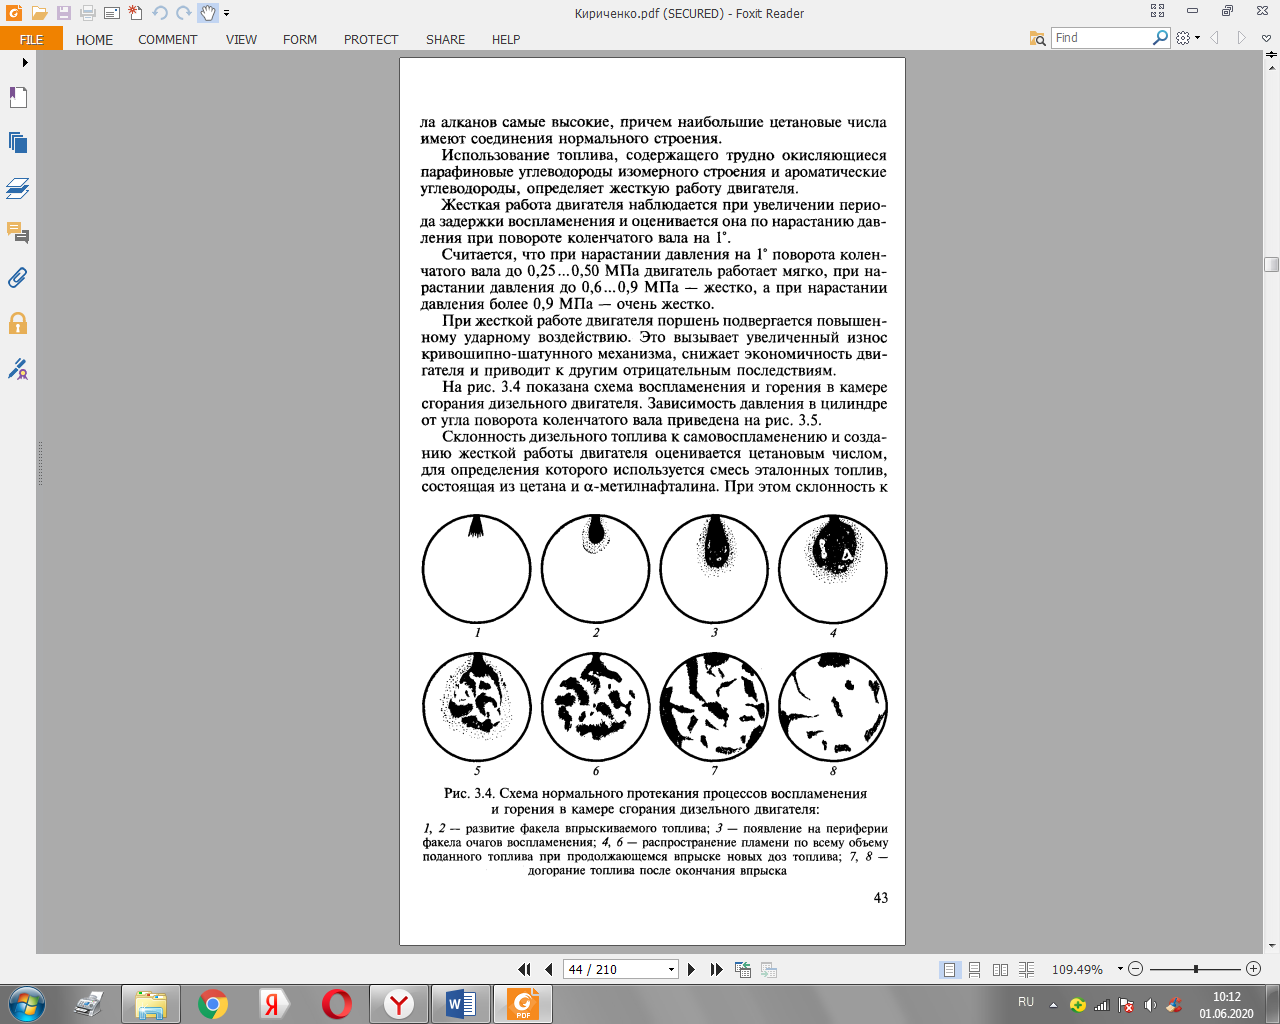 Кириченко.pdf (SECURED) - Foxit Reader
FILE HOME COMMENT VIEW FORM PROTECT SHARE HELP
Find
ла алканов самые высокие, причем наибольшие цетановые числа
имеют соединения нормального строения.
Использование топлива, содержащего трудно окисляющиеся
парафиновые углеводороды изомерного строения и ароматические
углеводороды, определяет жесткую работу двигателя.
Жесткая работа двигателя наблюдается при увеличении перио-
да задержки воспламенения и оценивается она по нарастанию дав-
ления при повороте коленчатого вала на 1°.
Считается, что при нарастании давления на 1° поворота колен-
чатого вала до 0,25...0,50 МПа двигатель работает мягко, при на-
растании давления до 0,6...0,9 МПа — жестко, а при нарастании
давления более 0,9 МПа — очень жестко.
При жесткой работе двигателя поршень подвергается повышен-
ному ударному воздействию. Это вызывает увеличенный износ
кривошипно-шатунного механизма, снижает экономичность дви-
гателя и приводит к другим отрицательным последствиям.
На рис. 3.4 показана схема воспламенения и горения в камере
сгорания дизельного двигателя. Зависимость давления в цилиндре
от угла поворота коленчатого вала приведена на рис. 3.5.
Склонность дизельного топлива к самовоспламенению и созда-
нию жесткой работы двигателя оценивается цетановым числом,
для определения которого используется смесь эталонных топлив,
состоящая из цетана и α-метилнафталина. При этом склонность к
1 2 3 4
5 6 7 8
Рис. 3.4. Схема нормального протекания процессов воспламенения
и горения в камере сгорания дизельного двигателя:
1, 2 — развитие факела впрыскиваемого топлива; 3 — появление на периферии
факела очагов воспламенения; 4, 6 — распространение пламени по всему объему
поданного топлива при продолжающемся впрыске новых доз топлива; 7, 8 —
догорание топлива после окончания впрыска
43
44 / 210
109.49%
RU
10:12
01.06.2020